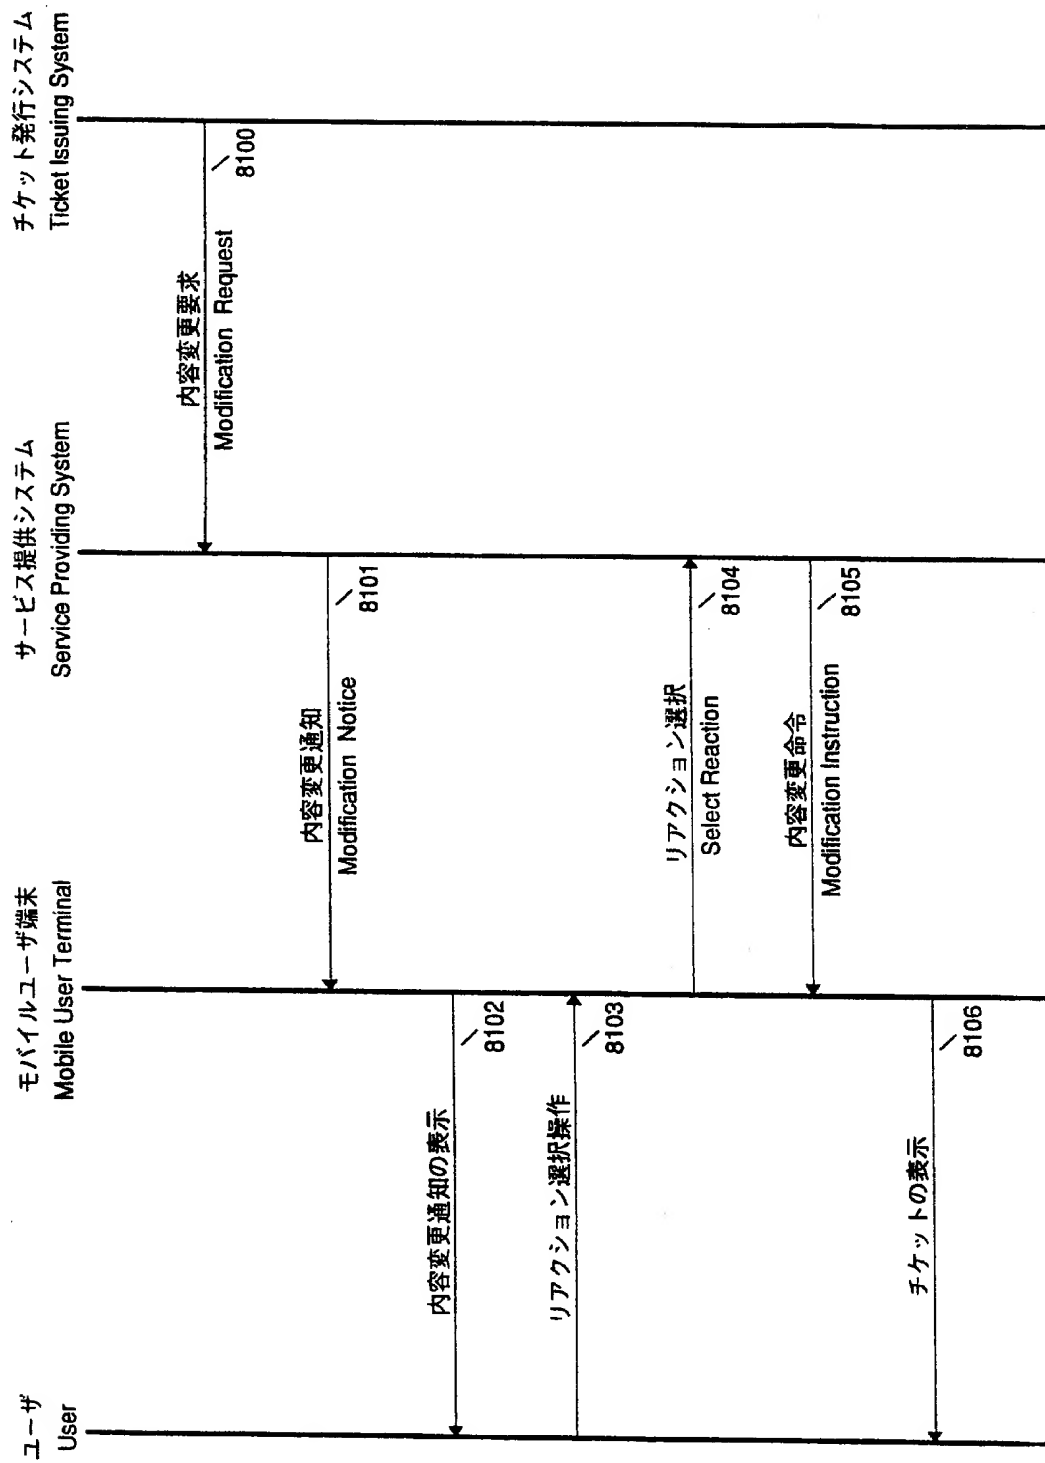 ユーザ
User
モバイルユーザ端末
Mobile User Terminal
サービス提供システム
Service Providing System
チケット発行システム
Ticket Issuing System
内容変更要求
Modification Request
8100
内容変更通知
Modification Notice
8101
内容変更通知の表示
8102
リアクション選択操作
8103
リアクション選択
Select Reaction
8104
内容変更命令
Modification Instruction
8105
チケットの表示
8106